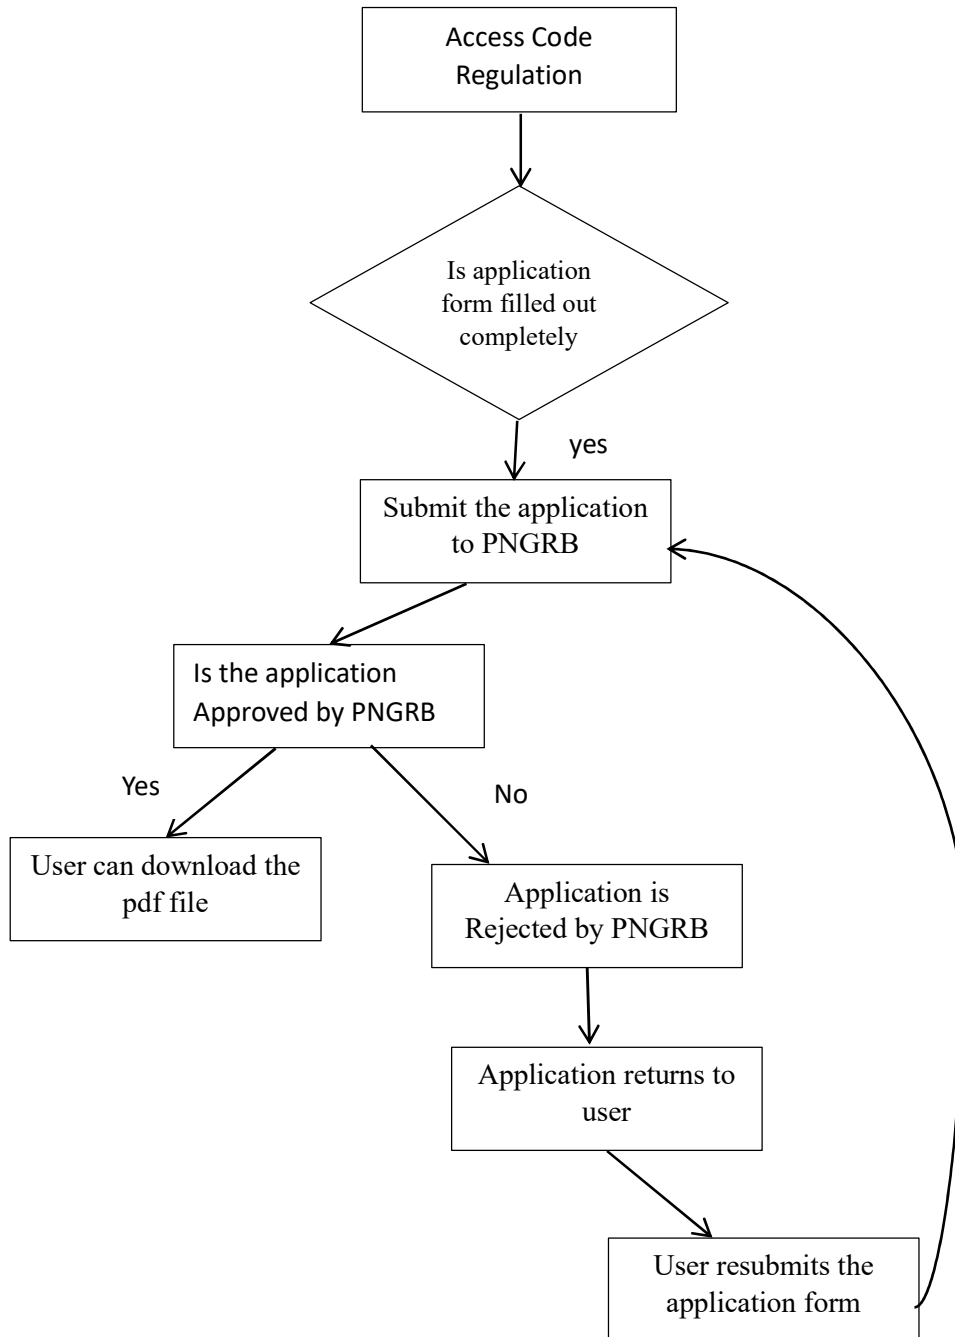 Access Code
Regulation
Is application
form filled out
completely
yes
Submit the application
to PNGRB
Is the application
Approved by PNGRB
Yes
No
User can download the
pdf file
Application is
Rejected by PNGRB
Application returns to
user
User resubmits the
application form